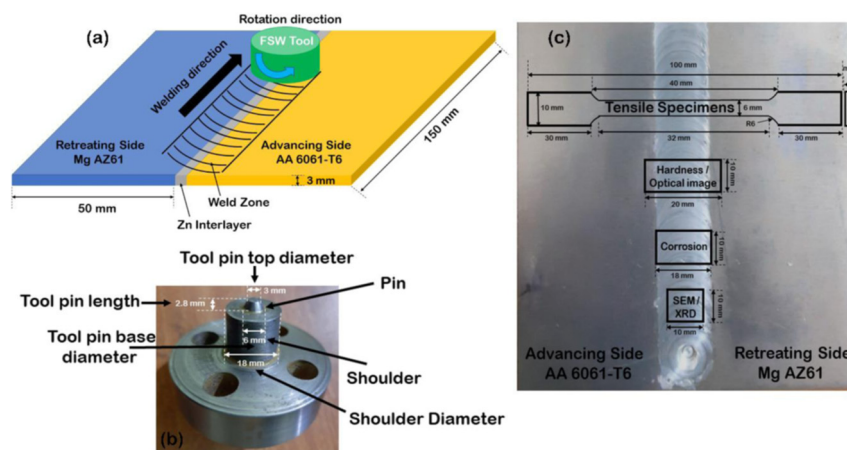 (a)
Rotation direction
FSW Tool
Welding direction
Retreating Side
Mg AZ61
Advancing Side
AA 6061-T6
150 mm
3 mm
50 mm
Weld Zone
Zn Interlayer
Tool pin top diameter
Pin
3 mm
Tool pin length
2.8 mm
Tool pin base
diameter
6 mm
18 mm
Shoulder
Shoulder Diameter
(b)
(c)
100 mm
40 mm
10 mm
Tensile Specimens
6 mm
R6
30 mm
32 mm
30 mm
Hardness /
Optical image
10 mm
20 mm
Corrosion
10 mm
18 mm
SEM /
XRD
10 mm
10 mm
Advancing Side
AA 6061-T6
Retreating Side
Mg AZ61